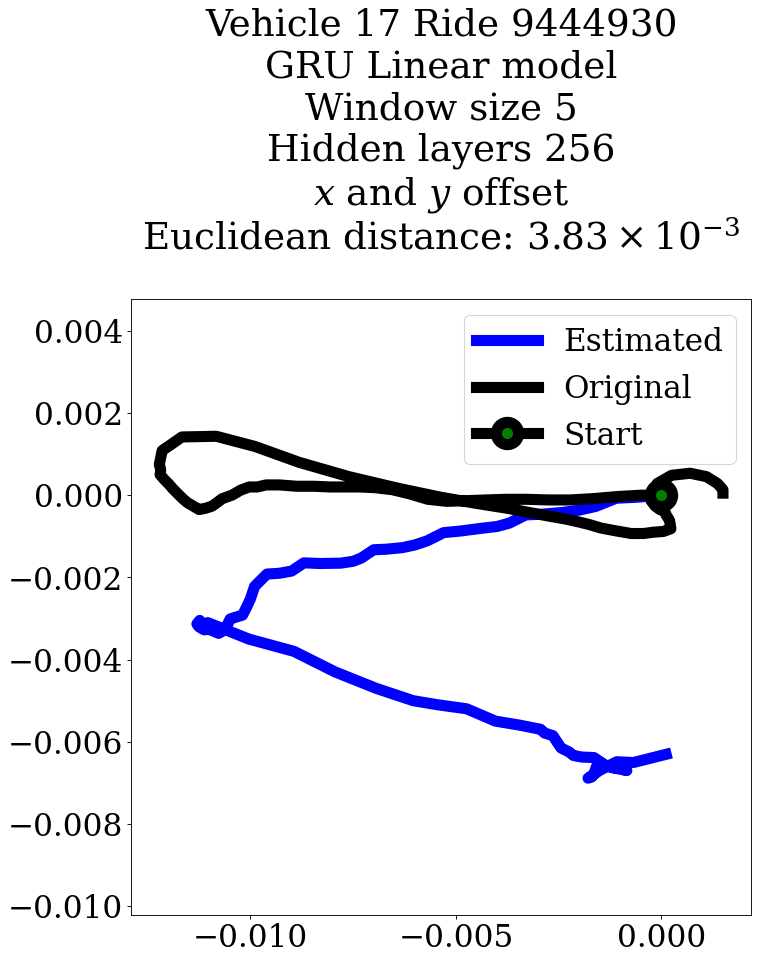 Vehicle 17 Ride 9444930
GRU Linear model
Window size 5
Hidden layers 256
x and y offset
Euclidean distance: 3.83 × 10⁻³
Estimated
Original
Start
0.004
0.002
0.000
−0.002
−0.004
−0.006
−0.008
−0.010
−0.010 −0.005 0.000